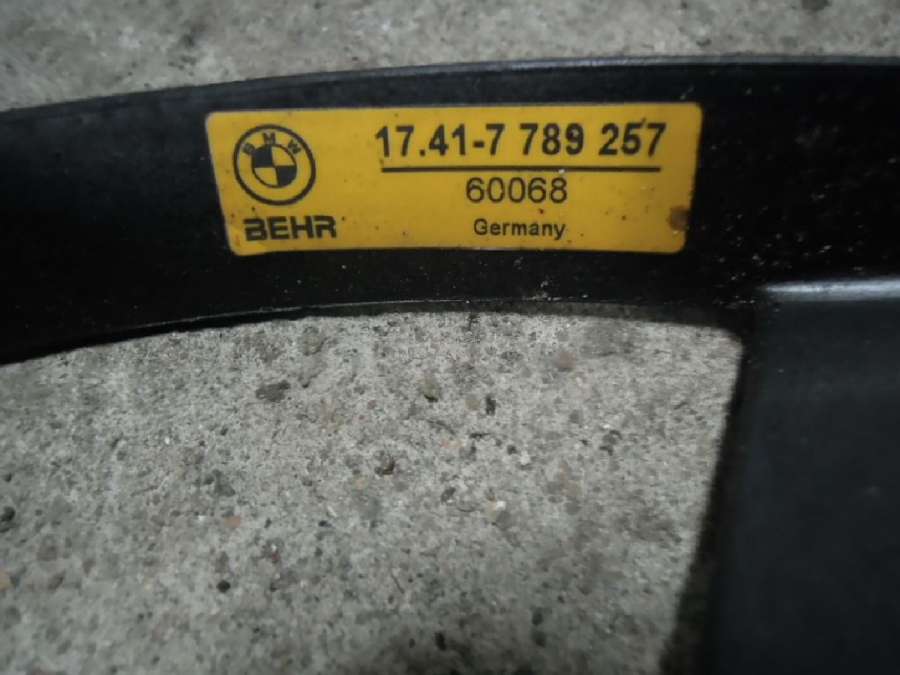 BMW
BEHR
17.41-7 789 257
60068
Germany